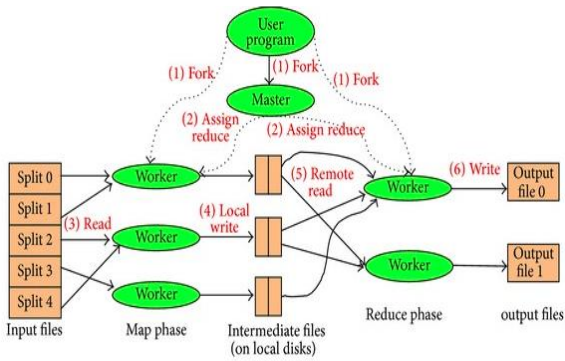 User
program
(1) Fork
(1) Fork
(1) Fork
Master
(2) Assign
reduce
(2) Assign reduce
Split 0
Split 1
Split 2
Split 3
Split 4
Input files
(3) Read
Worker
Worker
Worker
Map phase
(4) Local
write
Intermediate files
(on local disks)
(5) Remote
read
Worker
Worker
Reduce phase
(6) Write
Output
file 0
Output
file 1
output files